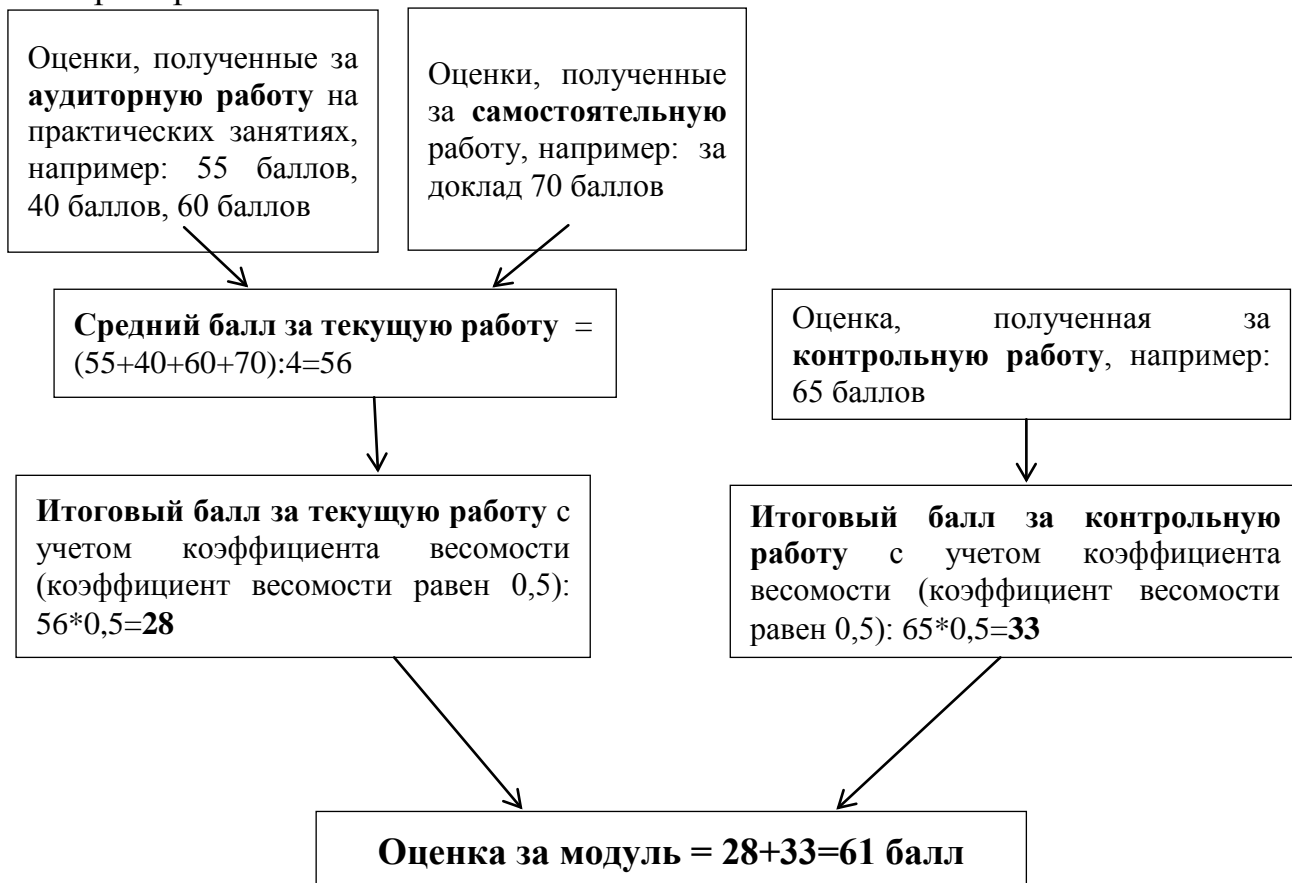 Оценки, полученные за
аудиторную работу на
практических занятиях,
например: 55 баллов,
40 баллов, 60 баллов
Оценки, полученные
за самостоятельную
работу, например: за
доклад 70 баллов
Средний балл за текущую работу =
(55+40+60+70):4=56
Оценка, полученная за
контрольную работу, например:
65 баллов
Итоговый балл за текущую работу с
учетом коэффициента весомости
(коэффициент весомости равен 0,5):
56*0,5=28
Итоговый балл за контрольную
работу с учетом коэффициента
весомости (коэффициент весомости
равен 0,5): 65*0,5=33
Оценка за модуль = 28+33=61 балл